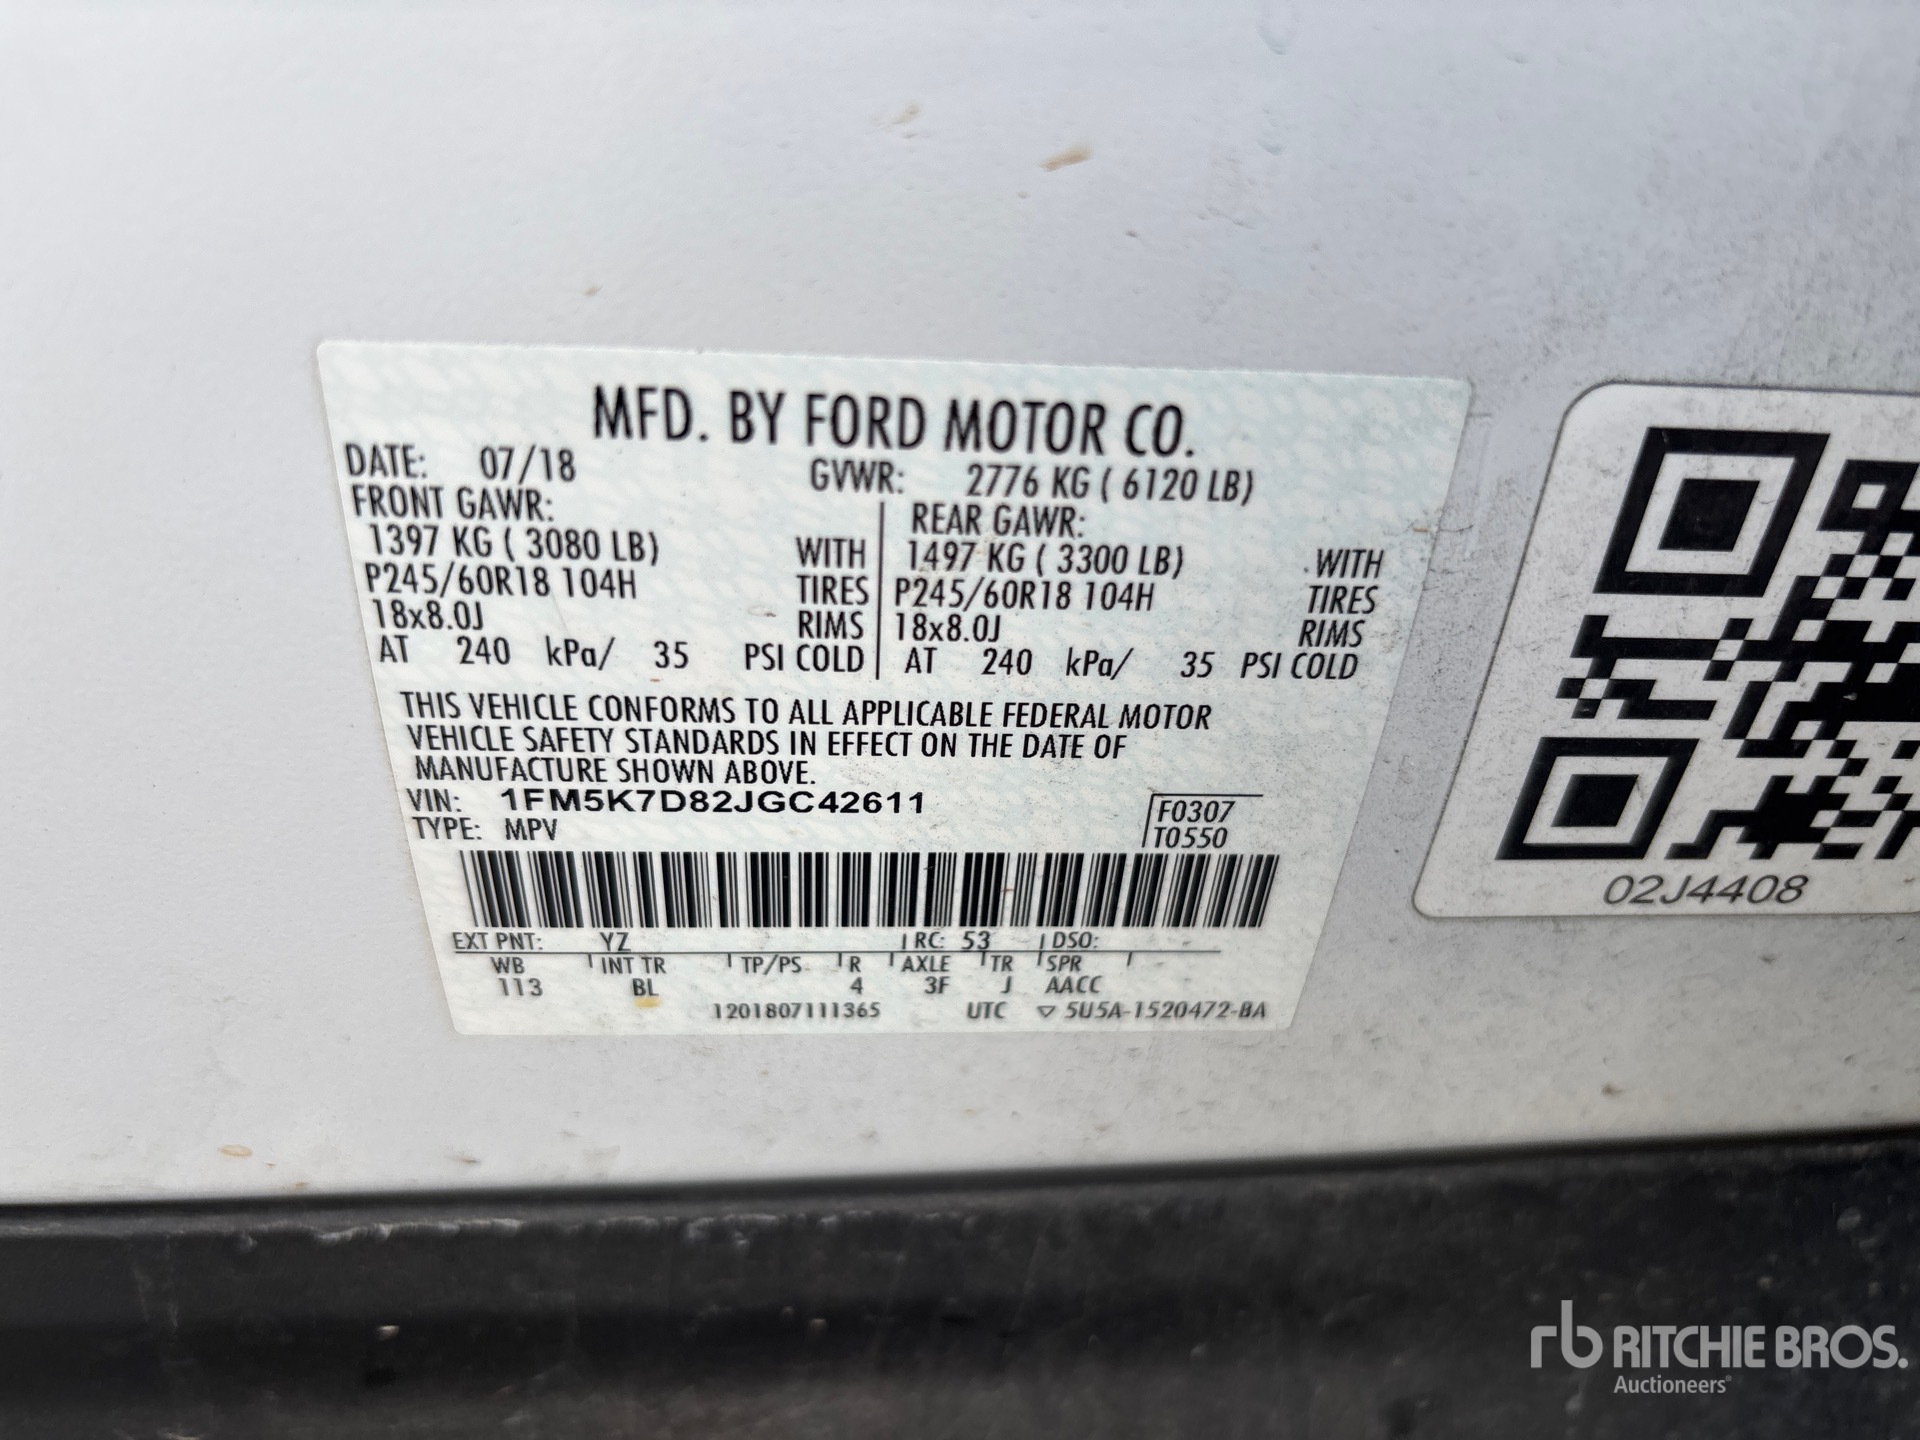 MFD. BY FORD MOTOR CO.
DATE: 07/18 GVWR: 2776 KG ( 6120 LB)
FRONT GAWR: REAR GAWR:
1397 KG ( 3080 LB) WITH 1497 KG ( 3300 LB) WITH
P245/60R18 104H TIRES P245/60R18 104H TIRES
18x8.0J RIMS 18x8.0J RIMS
AT 240 kPa/ 35 PSI COLD AT 240 kPa/ 35 PSI COLD
THIS VEHICLE CONFORMS TO ALL APPLICABLE FEDERAL MOTOR
VEHICLE SAFETY STANDARDS IN EFFECT ON THE DATE OF
MANUFACTURE SHOWN ABOVE.
VIN: 1FM5K7D82JGC42611 F0307
TYPE: MPV T0550
EXT PNT: YZ RC: 53 DSO:
WB INT TR TP/PS R AXLE TR SPR
113 BL 4 3F J AACC
1201807111365 UTC ▽ 5U5A-1520472-BA
02J4408
rb RITCHIE BROS.
Auctioneers®